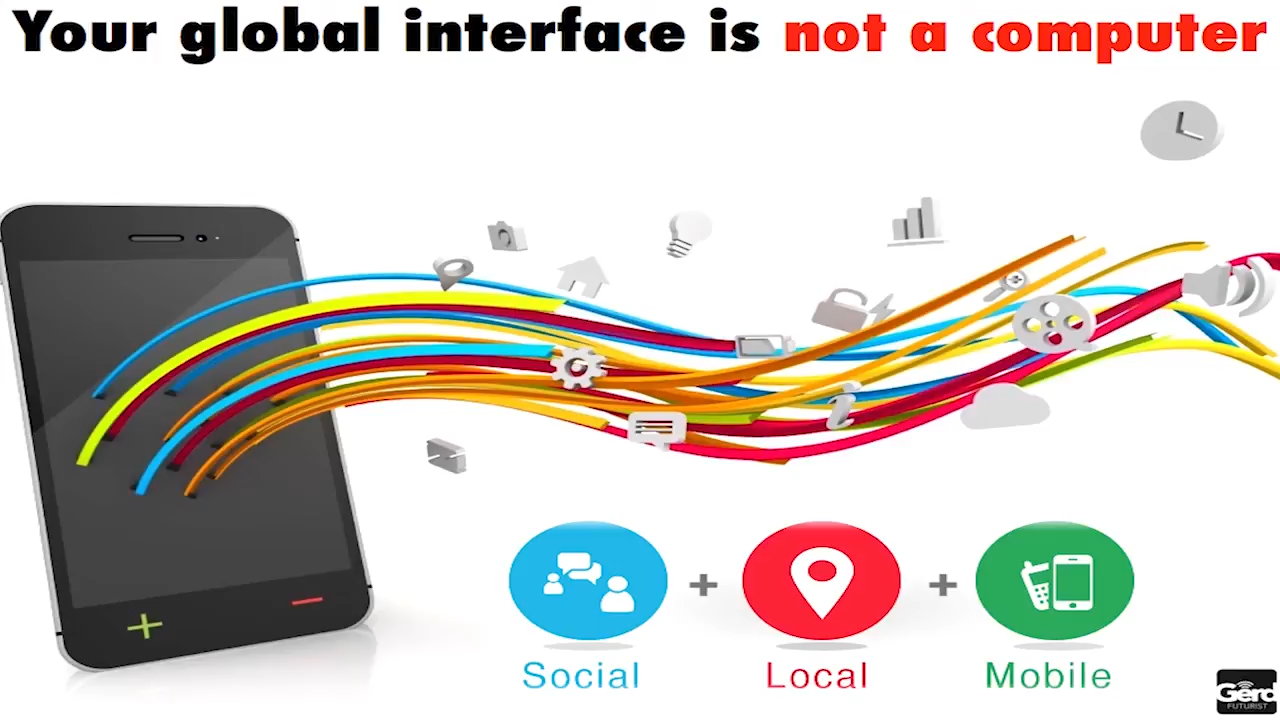 Your global interface is not a computer
+
+
Social
Local
Mobile
Gerd
FUTURIST